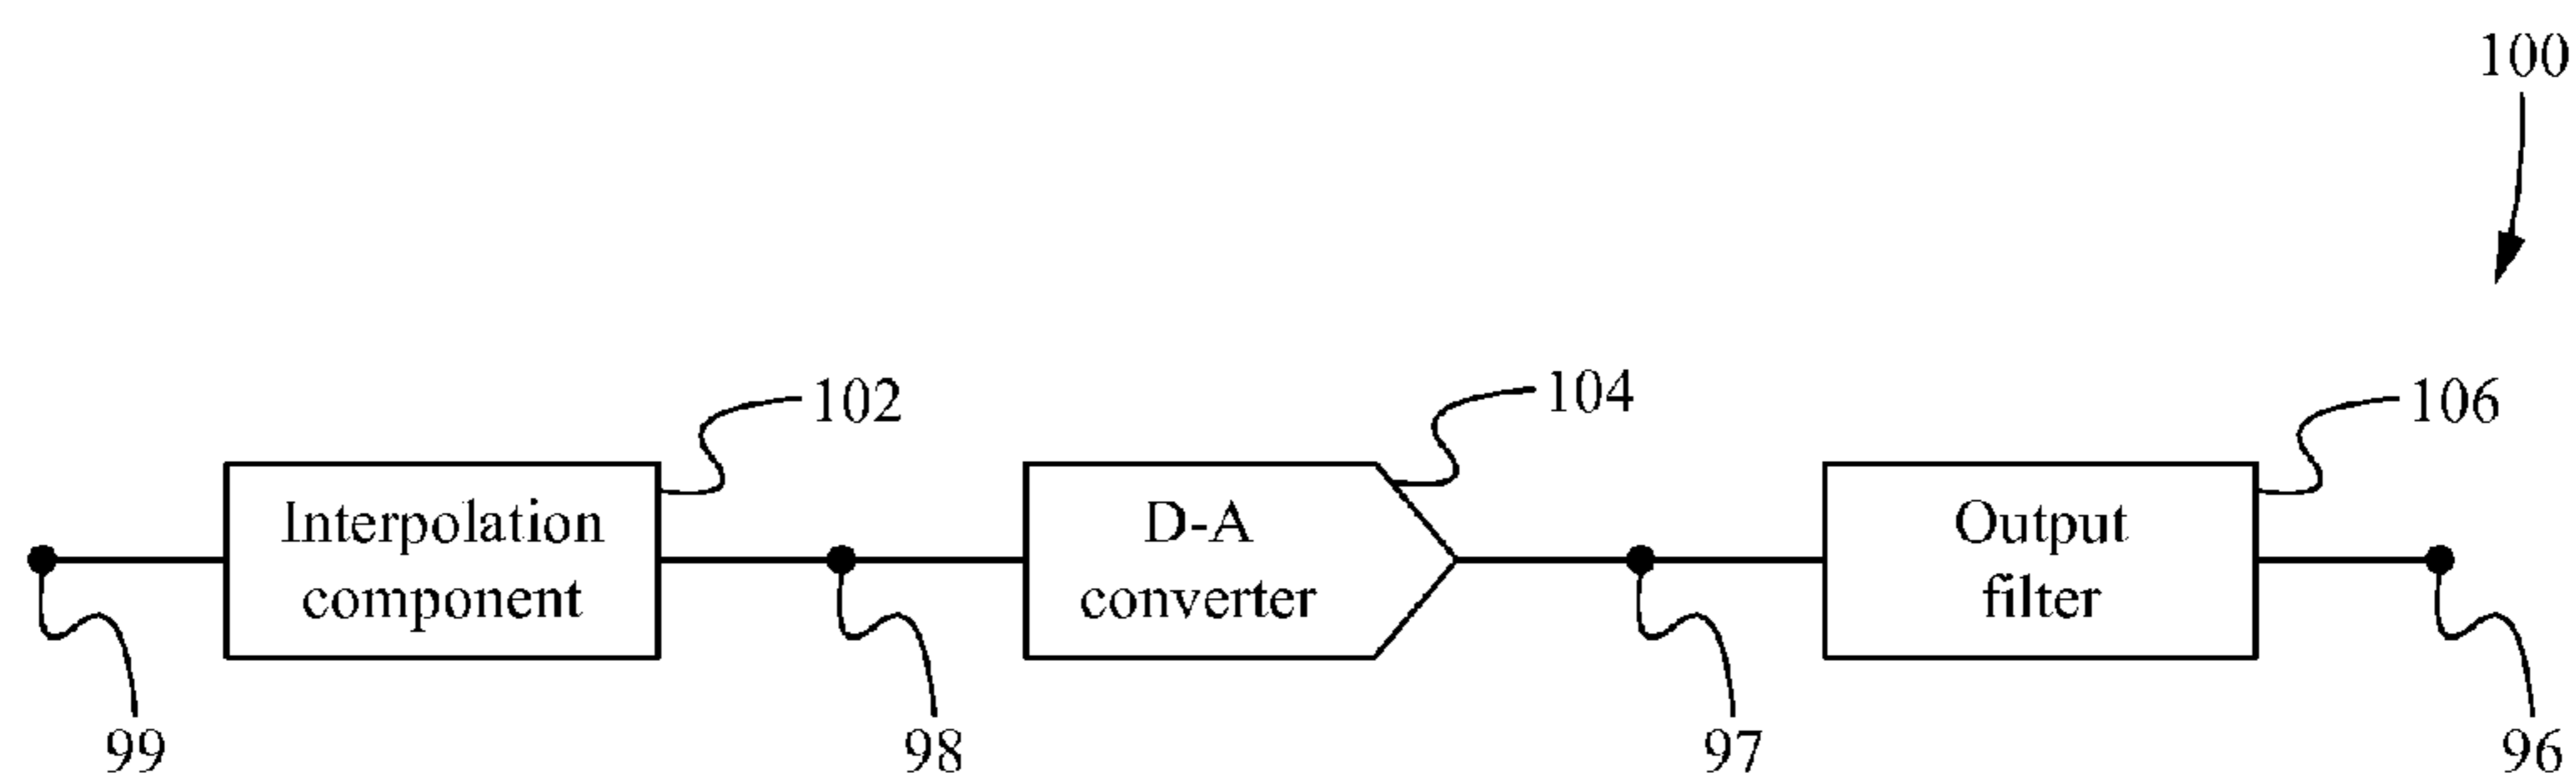 100
102
104
106
Interpolation
component
D-A
converter
Output
filter
99
98
97
96